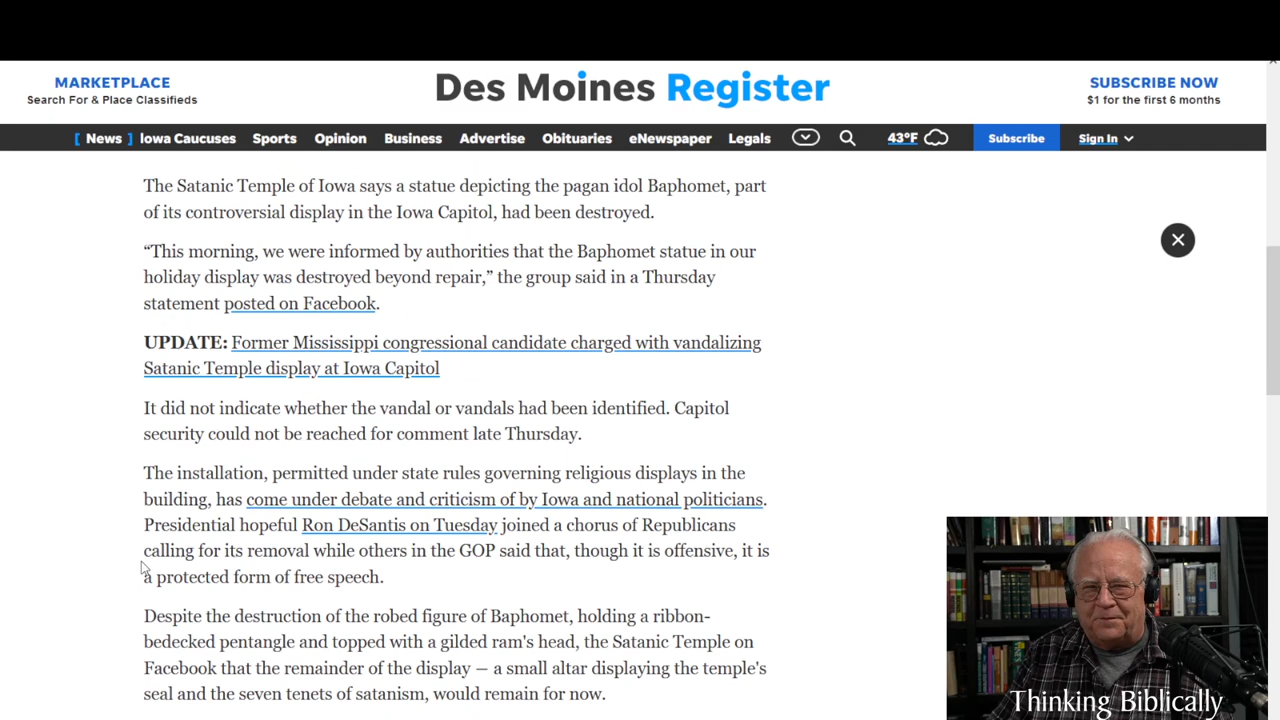 MARKETPLACE
Search For & Place Classifieds
Des Moines Register
SUBSCRIBE NOW
$1 for the first 6 months
[ News ] Iowa Caucuses Sports Opinion Business Advertise Obituaries eNewspaper Legals 43°F Subscribe Sign In
The Satanic Temple of Iowa says a statue depicting the pagan idol Baphomet, part
of its controversial display in the Iowa Capitol, had been destroyed.
“This morning, we were informed by authorities that the Baphomet statue in our
holiday display was destroyed beyond repair,” the group said in a Thursday
statement posted on Facebook.
UPDATE: Former Mississippi congressional candidate charged with vandalizing
Satanic Temple display at Iowa Capitol
It did not indicate whether the vandal or vandals had been identified. Capitol
security could not be reached for comment late Thursday.
The installation, permitted under state rules governing religious displays in the
building, has come under debate and criticism of by Iowa and national politicians.
Presidential hopeful Ron DeSantis on Tuesday joined a chorus of Republicans
calling for its removal while others in the GOP said that, though it is offensive, it is
a protected form of free speech.
Despite the destruction of the robed figure of Baphomet, holding a ribbon-
bedecked pentangle and topped with a gilded ram's head, the Satanic Temple on
Facebook that the remainder of the display — a small altar displaying the temple's
seal and the seven tenets of satanism, would remain for now.
Thinking Biblically